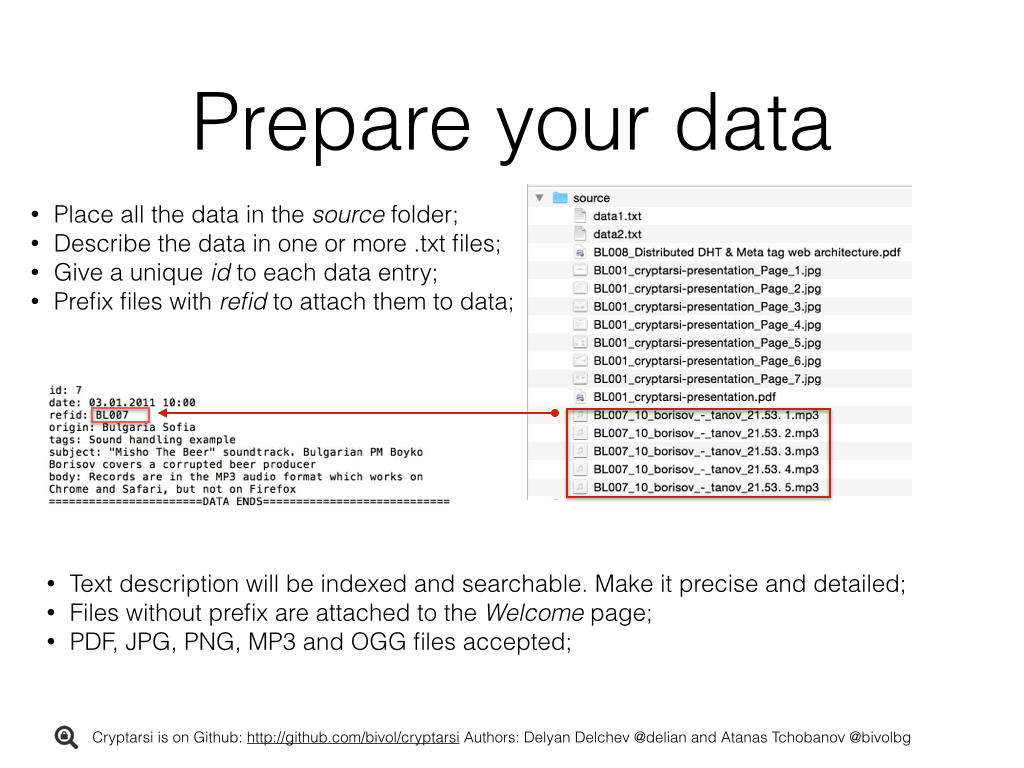 Prepare your data
• Place all the data in the source folder;
• Describe the data in one or more .txt files;
• Give a unique id to each data entry;
• Prefix files with refid to attach them to data;
source
data1.txt
data2.txt
BL008_Distributed DHT & Meta tag web architecture.pdf
BL001_cryptarsi-presentation_Page_1.jpg
BL001_cryptarsi-presentation_Page_2.jpg
BL001_cryptarsi-presentation_Page_3.jpg
BL001_cryptarsi-presentation_Page_4.jpg
BL001_cryptarsi-presentation_Page_5.jpg
BL001_cryptarsi-presentation_Page_6.jpg
BL001_cryptarsi-presentation_Page_7.jpg
BL001_cryptarsi-presentation.pdf
BL007_10_borisov_-_tanov_21.53. 1.mp3
BL007_10_borisov_-_tanov_21.53. 2.mp3
BL007_10_borisov_-_tanov_21.53. 3.mp3
BL007_10_borisov_-_tanov_21.53. 4.mp3
BL007_10_borisov_-_tanov_21.53. 5.mp3
id: 7
date: 03.01.2011 10:00
refid: BL007
origin: Bulgaria Sofia
tags: Sound handling example
subject: "Misho The Beer" soundtrack. Bulgarian PM Boyko
Borisov covers a corrupted beer producer
body: Records are in the MP3 audio format which works on
Chrome and Safari, but not on Firefox
=======================DATA ENDS============================
• Text description will be indexed and searchable. Make it precise and detailed;
• Files without prefix are attached to the Welcome page;
• PDF, JPG, PNG, MP3 and OGG files accepted;
Cryptarsi is on Github: http://github.com/bivol/cryptarsi Authors: Delyan Delchev @delian and Atanas Tchobanov @bivolbg